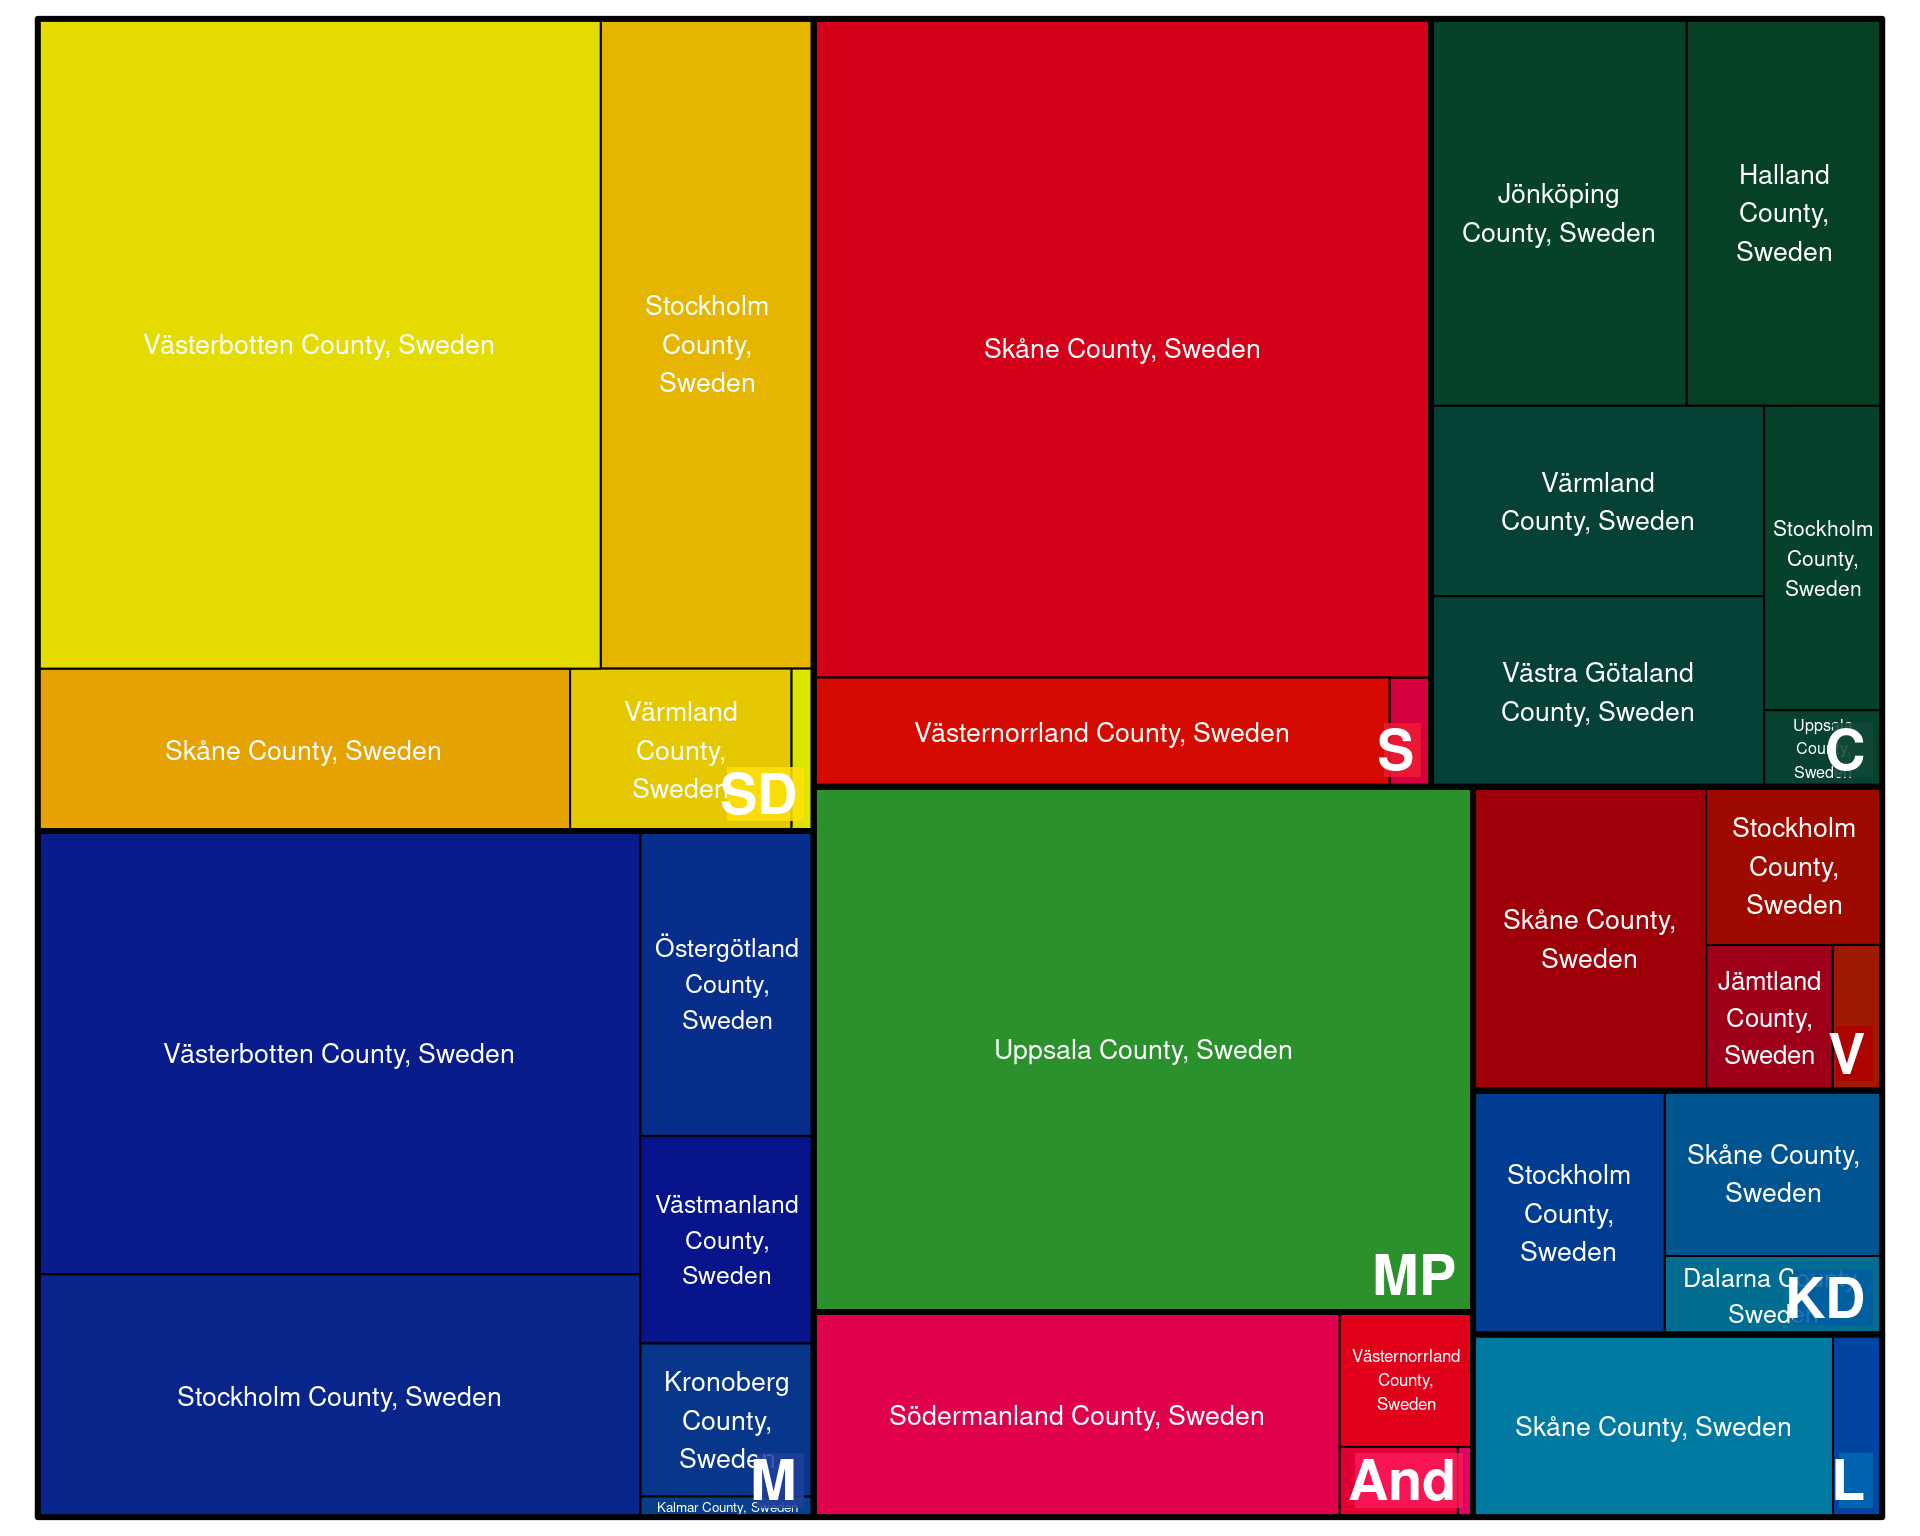 Västerbotten County, Sweden
Stockholm
County,
Sweden
Skåne County, Sweden
Värmland
County,
Sweden
SD
Skåne County, Sweden
Västernorrland County, Sweden
S
Jönköping
County, Sweden
Halland
County,
Sweden
Värmland
County, Sweden
Stockholm
County,
Sweden
Västra Götaland
County, Sweden
Uppsala
County,
Sweden
C
Västerbotten County, Sweden
Östergötland
County,
Sweden
Västmanland
County,
Sweden
Stockholm County, Sweden
Kronoberg
County,
Sweden
Kalmar County, Sweden
M
Uppsala County, Sweden
MP
Södermanland County, Sweden
Västernorrland
County,
Sweden
And
Skåne County,
Sweden
Stockholm
County,
Sweden
Jämtland
County,
Sweden
V
Stockholm
County,
Sweden
Skåne County,
Sweden
Dalarna County,
Sweden
KD
Skåne County, Sweden
L